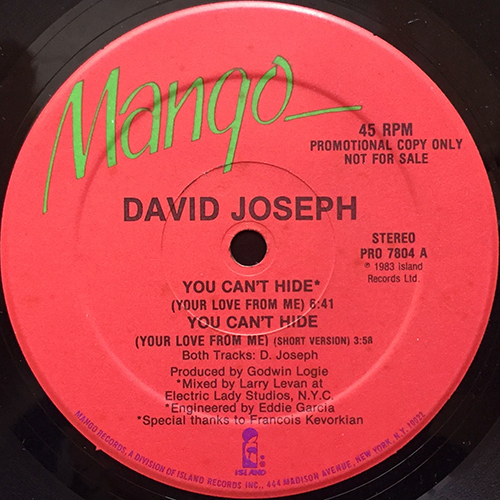 Mango
45 RPM
PROMOTIONAL COPY ONLY
NOT FOR SALE
DAVID JOSEPH
STEREO
PRO 7804 A
℗ 1983 Island
Records Ltd.
YOU CAN'T HIDE*
(YOUR LOVE FROM ME) 6:41
YOU CAN'T HIDE
(YOUR LOVE FROM ME) (SHORT VERSION) 3:58
Both Tracks: D. Joseph
Produced by Godwin Logie
*Mixed by Larry Levan at
Electric Lady Studios, N.Y.C.
*Engineered by Eddie Garcia
*Special thanks to Francois Kevorkian
ISLAND
MANGO RECORDS, A DIVISION OF ISLAND RECORDS INC., 444 MADISON AVENUE, NEW YORK, N.Y. 10022